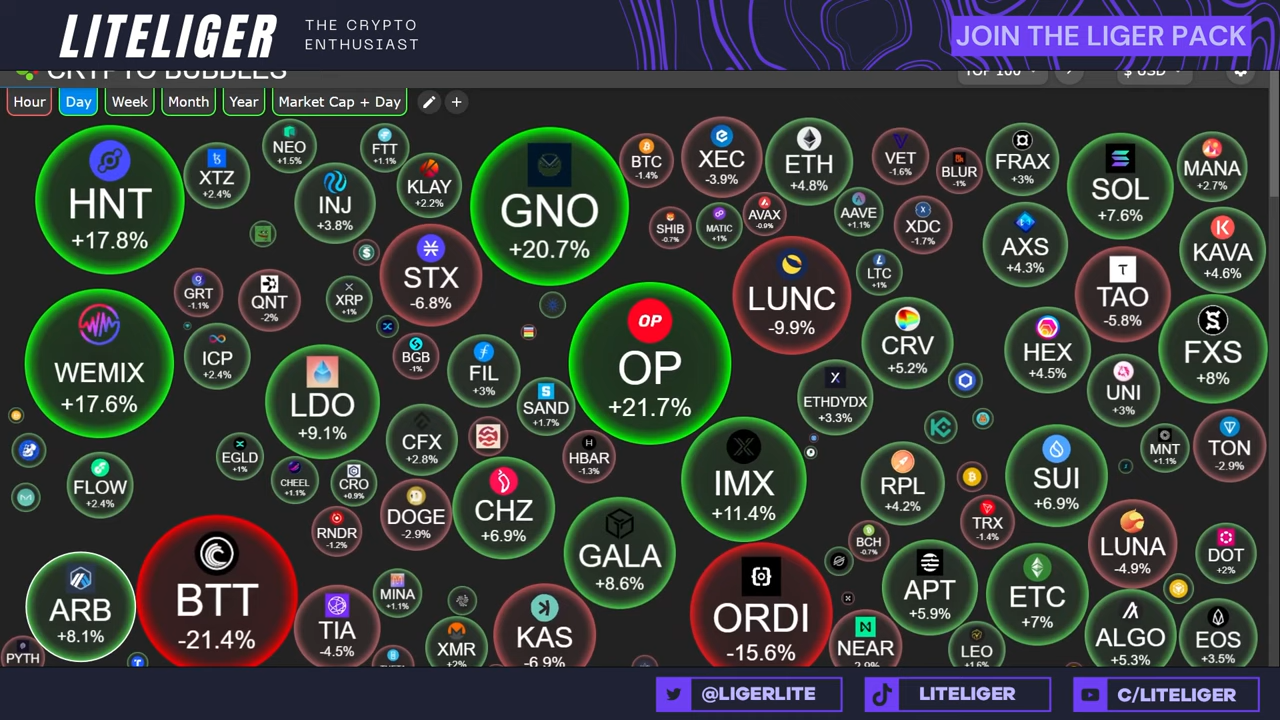 LITELIGER
THE CRYPTO
ENTHUSIAST
JOIN THE LIGER PACK
CRYPTO BUBBLES
TOP 100
$ USD
Hour
Day
Week
Month
Year
Market Cap + Day
HNT
+17.8%
XTZ
+2.4%
NEO
+1.5%
FTT
+1.1%
INJ
+3.8%
KLAY
+2.2%
GNO
+20.7%
BTC
-1.4%
XEC
-3.9%
ETH
+4.8%
VET
-1.6%
BLUR
-1%
FRAX
+3%
SOL
+7.6%
MANA
+2.7%
SHIB
-0.7%
MATIC
+1%
AVAX
-0.9%
AAVE
+1.1%
XDC
-1.7%
AXS
+4.3%
KAVA
+4.6%
STX
-6.8%
GRT
-1.1%
QNT
-2%
XRP
+1%
LUNC
-9.9%
LTC
+1%
TAO
-5.8%
WEMIX
+17.6%
ICP
+2.4%
BGB
-1%
OP
OP
+21.7%
CRV
+5.2%
HEX
+4.5%
FXS
+8%
LDO
+9.1%
FIL
+3%
SAND
+1.7%
ETHDYDX
+3.3%
UNI
+3%
CFX
+2.8%
HBAR
-1.3%
MNT
+1.1%
TON
-2.9%
EGLD
+1%
CHEEL
+1.1%
CRO
+0.9%
FLOW
+2.4%
IMX
+11.4%
RPL
+4.2%
SUI
+6.9%
DOGE
-2.9%
CHZ
+6.9%
RNDR
-1.2%
TRX
-1.4%
BCH
-0.7%
LUNA
-4.9%
DOT
+2%
GALA
+8.6%
ARB
+8.1%
BTT
-21.4%
MINA
+1.1%
TIA
-4.5%
XMR
+2%
KAS
-6.9%
ORDI
-15.6%
APT
+5.9%
ETC
+7%
NEAR
-2.9%
LEO
+1.6%
ALGO
+5.3%
EOS
+3.5%
PYTH
@LIGERLITE
LITELIGER
C/LITELIGER